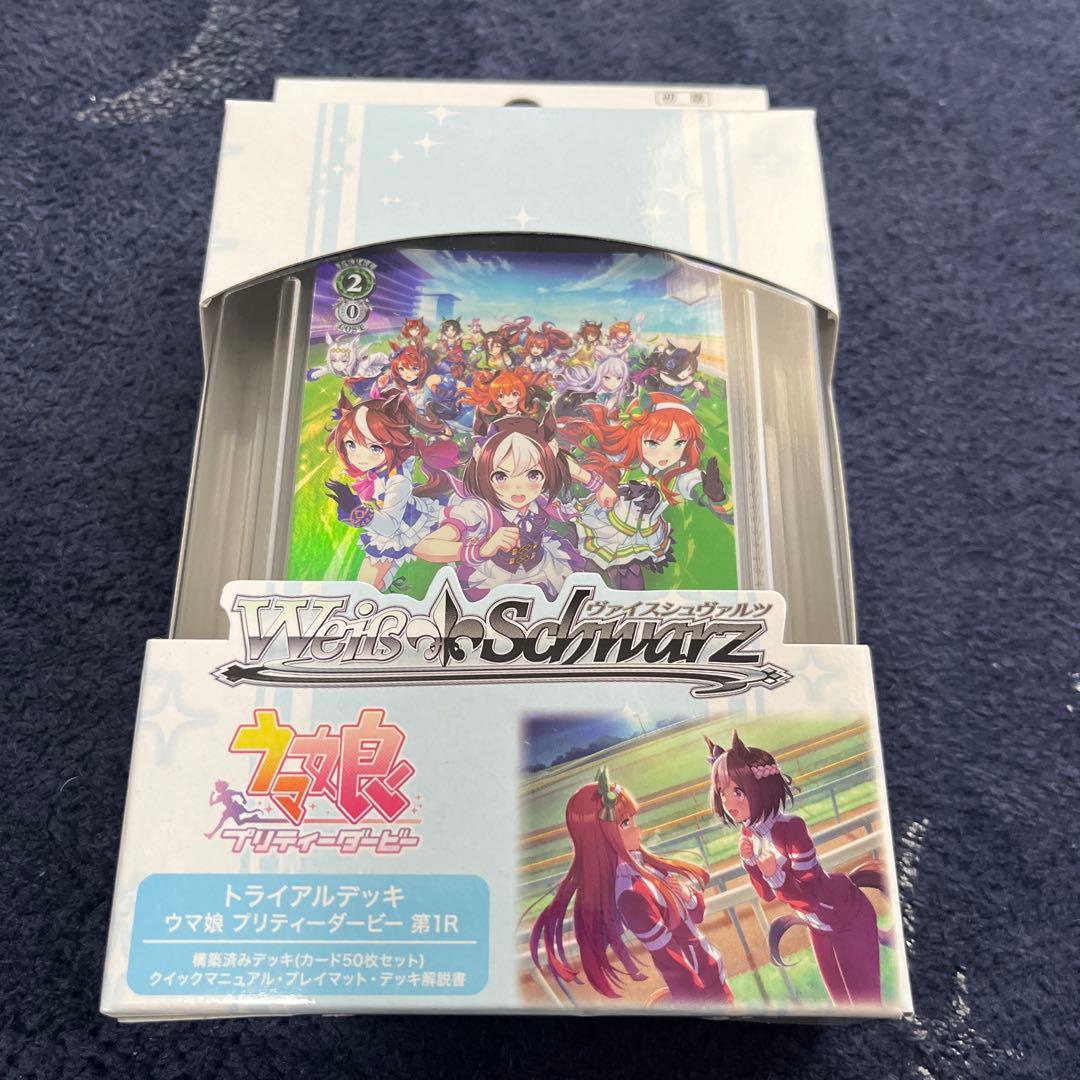 初版
LEVEL
2
0
COST
Weiß Schwarz
ヴァイスシュヴァルツ
ウマ娘
プリティーダービー
トライアルデッキ
ウマ娘 プリティーダービー 第1R
構築済みデッキ(カード50枚セット)
クイックマニュアル・プレイマット・デッキ解説書